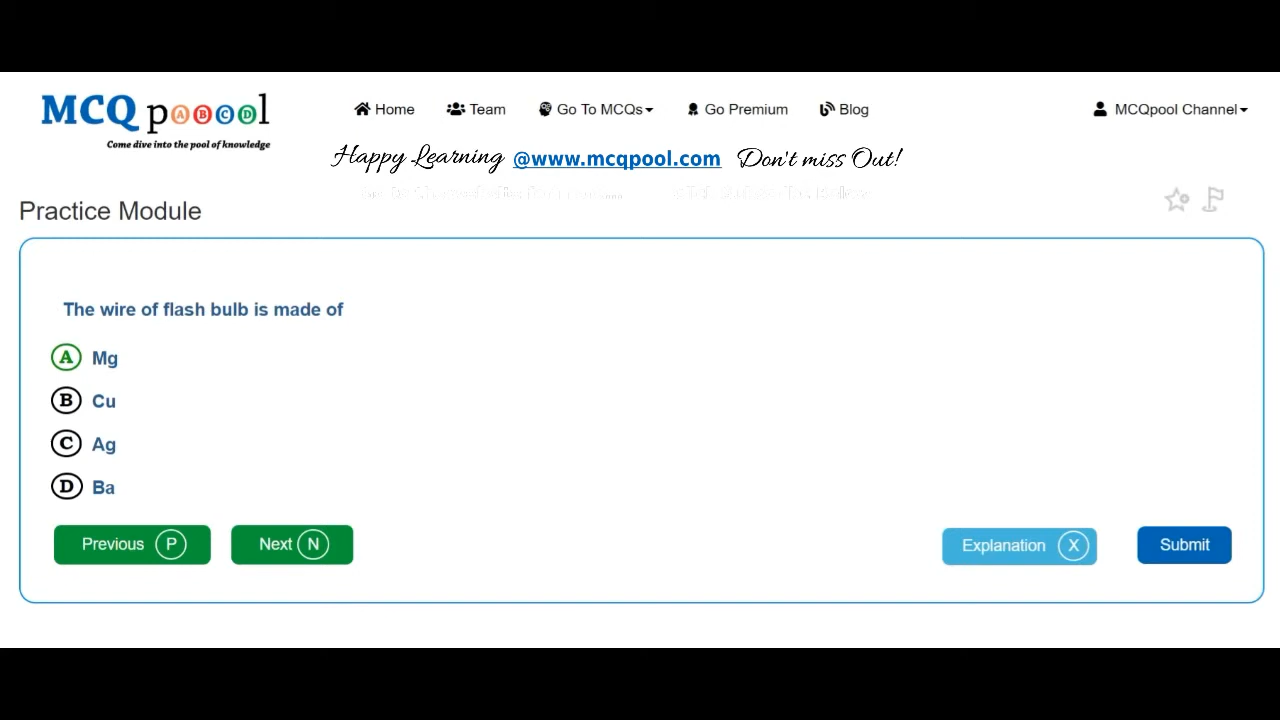 MCQ pooool
Come dive into the pool of knowledge
Home Team Go To MCQs Go Premium Blog MCQpool Channel
Happy Learning @www.mcqpool.com Don't miss Out!
Practice Module
The wire of flash bulb is made of
A Mg
B Cu
C Ag
D Ba
Previous P Next N Explanation X Submit